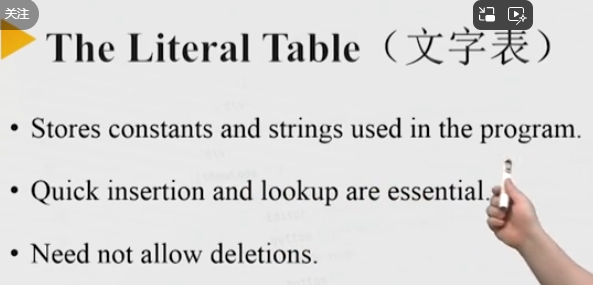 关注
The Literal Table（文字表）
• Stores constants and strings used in the program.
• Quick insertion and lookup are essential.
• Need not allow deletions.